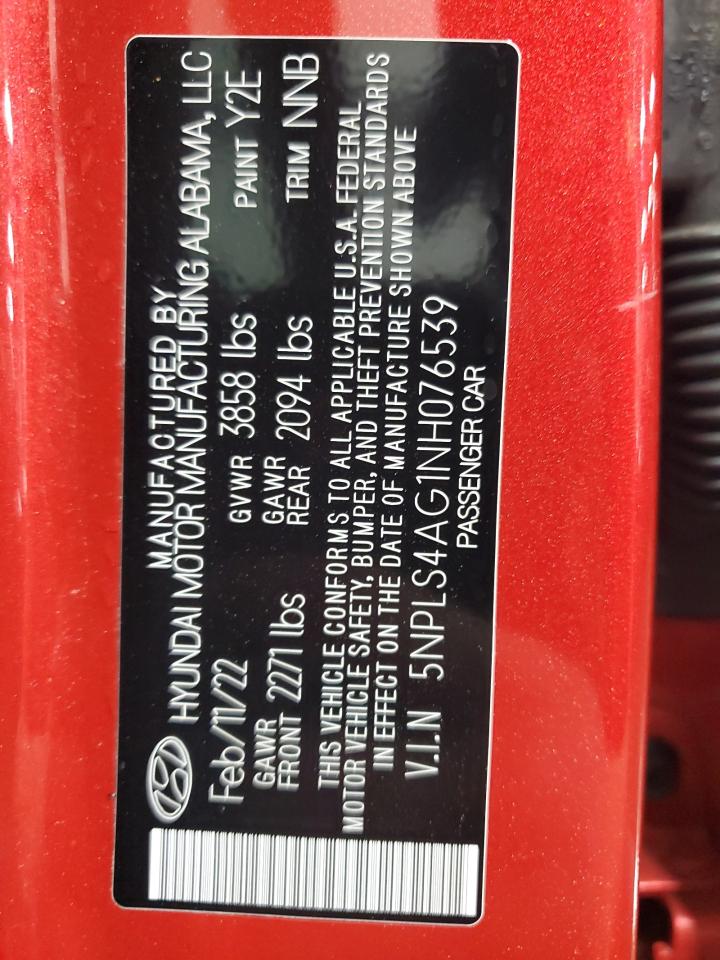 MANUFACTURED BY
HYUNDAI MOTOR MANUFACTURING ALABAMA, LLC
Feb/11/22 GVWR 3858 lbs PAINT Y2E
GAWR FRONT 2271 lbs GAWR REAR 2094 lbs TRIM NNB
THIS VEHICLE CONFORMS TO ALL APPLICABLE U.S.A. FEDERAL
MOTOR VEHICLE SAFETY, BUMPER, AND THEFT PREVENTION STANDARDS
IN EFFECT ON THE DATE OF MANUFACTURE SHOWN ABOVE
V.I.N 5NPLS4AG1NH076539
PASSENGER CAR